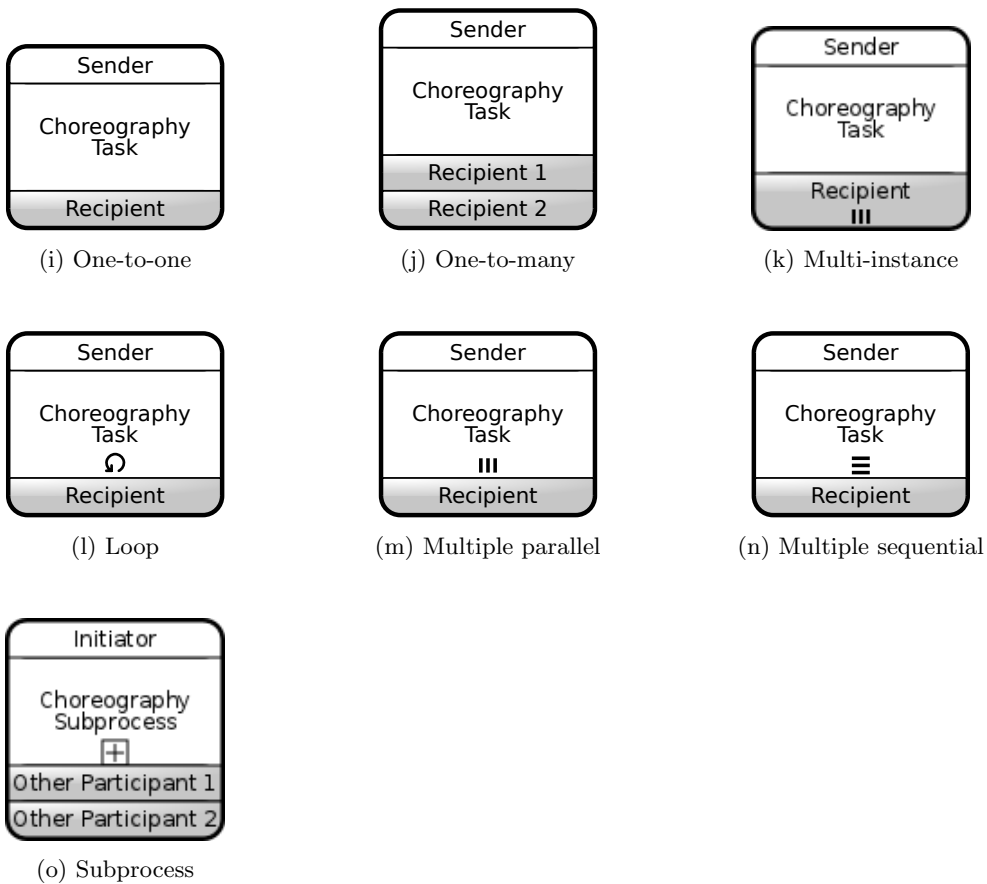 Sender
Choreography
Task
Recipient
(i) One-to-one
Sender
Choreography
Task
Recipient 1
Recipient 2
(j) One-to-many
Sender
Choreography
Task
Recipient
(k) Multi-instance
Sender
Choreography
Task
Recipient
(l) Loop
Sender
Choreography
Task
Recipient
(m) Multiple parallel
Sender
Choreography
Task
Recipient
(n) Multiple sequential
Initiator
Choreography
Subprocess
Other Participant 1
Other Participant 2
(o) Subprocess